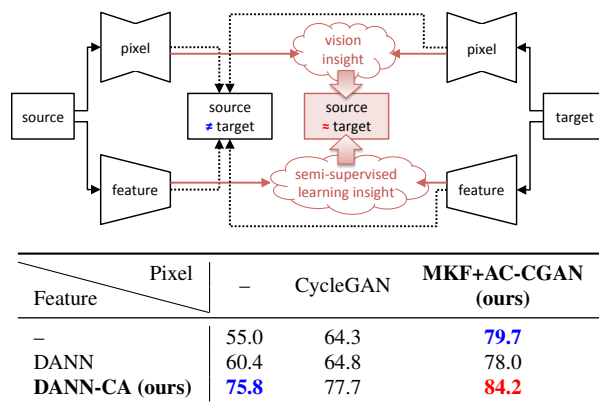 pixel
vision
insight
pixel
source
source
≠ target
source
≈ target
target
feature
semi-supervised
learning insight
feature
Pixel
Feature
–
CycleGAN
MKF+AC-CGAN
(ours)
– 55.0 64.3 79.7
DANN 60.4 64.8 78.0
DANN-CA (ours) 75.8 77.7 84.2